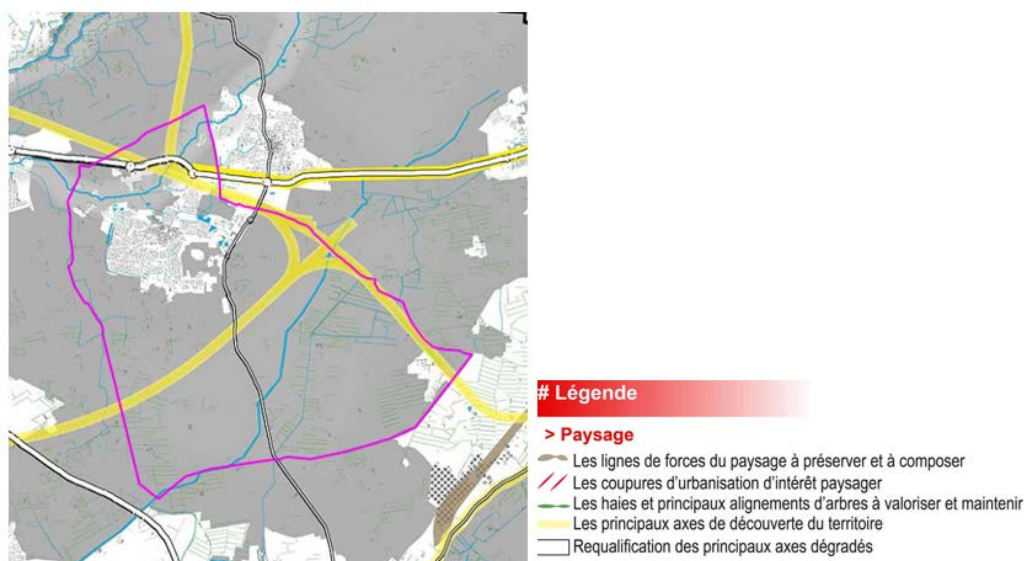 # Légende
> Paysage
Les lignes de forces du paysage à préserver et à composer
Les coupures d'urbanisation d'intérêt paysager
Les haies et principaux alignements d'arbres à valoriser et maintenir
Les principaux axes de découverte du territoire
Requalification des principaux axes dégradés